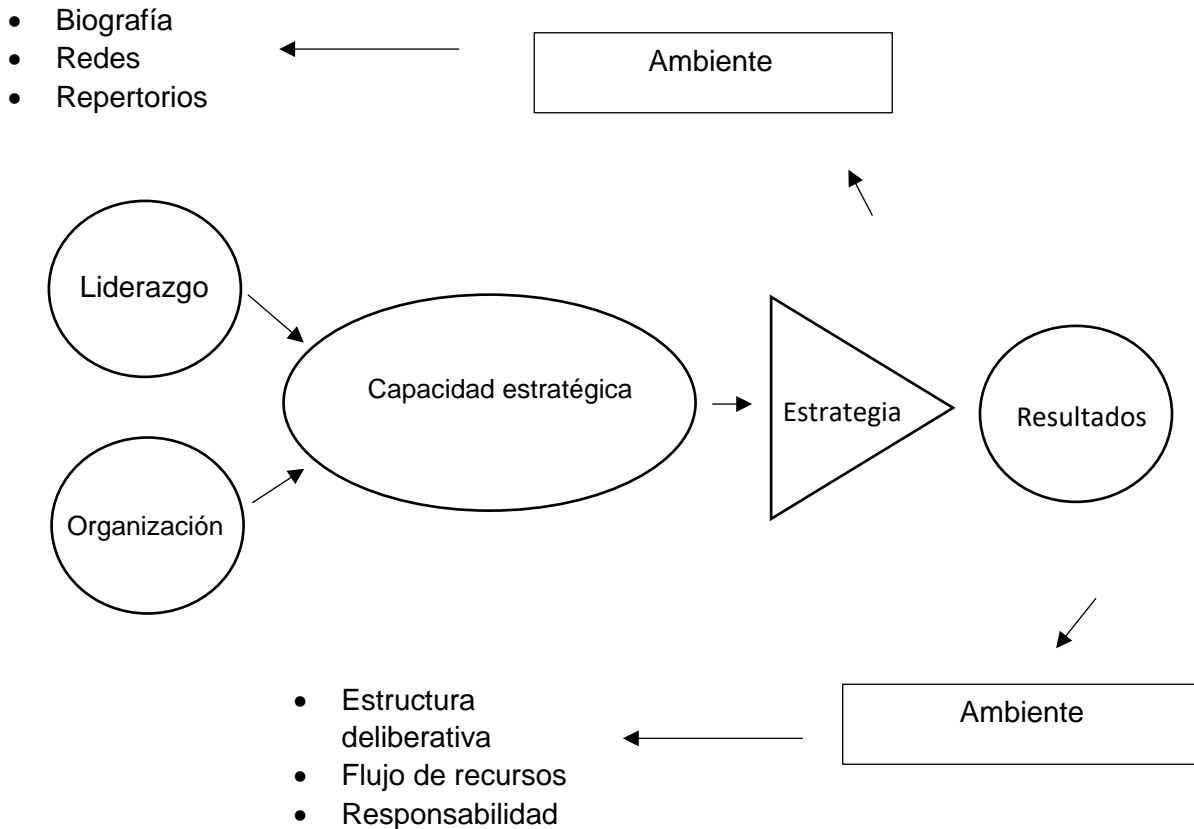 • Biografía
• Redes
• Repertorios
Ambiente
Liderazgo
Capacidad estratégica
Estrategia
Resultados
Organización
• Estructura
deliberativa
• Flujo de recursos
• Responsabilidad
Ambiente